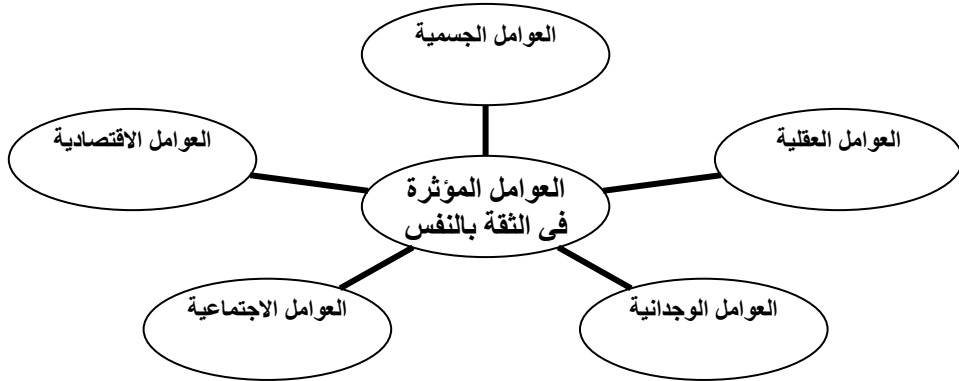 العوامل الجسمية
العوامل العقلية
العوامل الاقتصادية
العوامل المؤثرة
فى الثقة بالنفس
العوامل الوجدانية
العوامل الاجتماعية